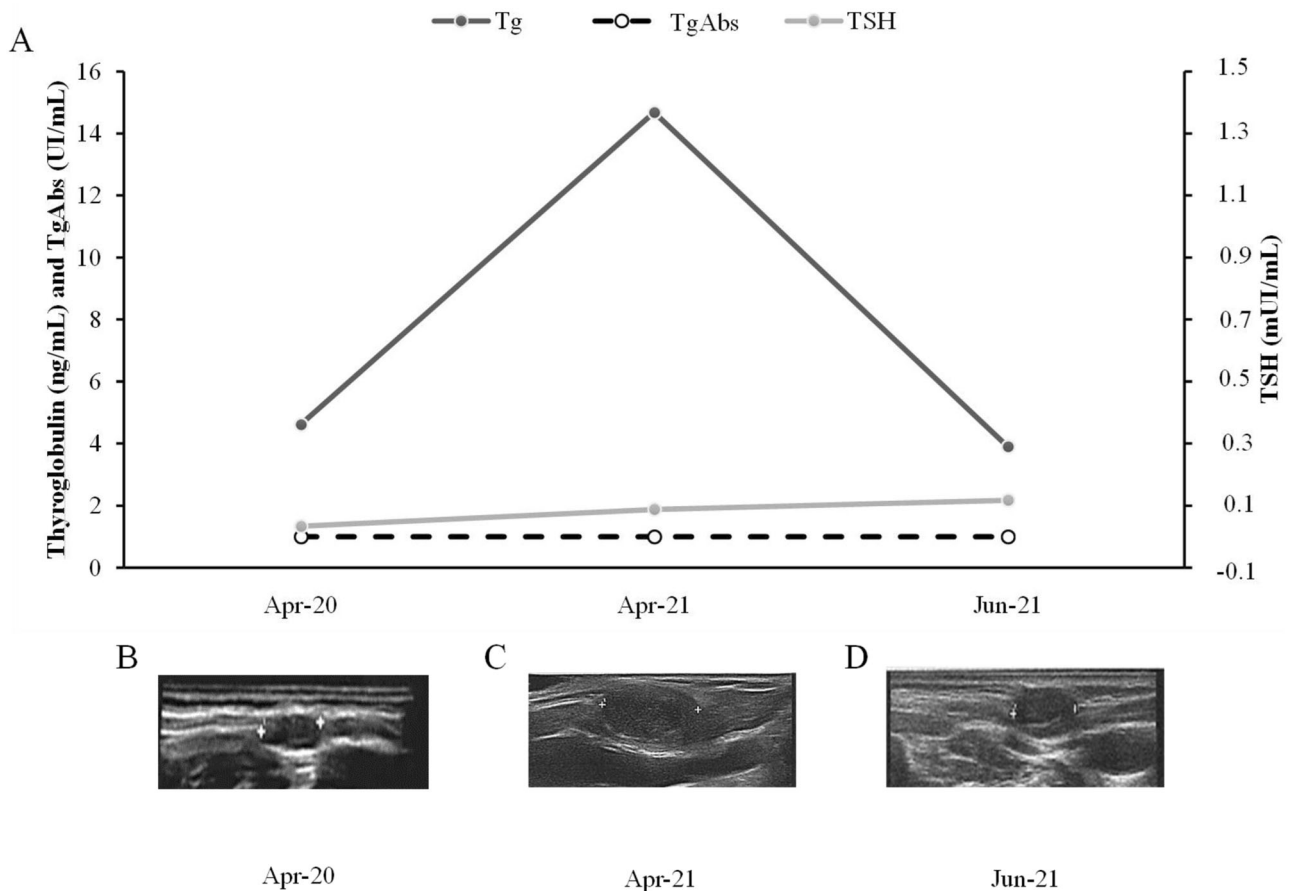 Tg TgAbs TSH
A
Thyroglobulin (ng/mL) and TgAbs (UI/mL)
16
14
12
10
8
6
4
2
0
1.5
1.3
1.1
0.9
0.7
0.5
0.3
0.1
-0.1
TSH (mUI/mL)
Apr-20 Apr-21 Jun-21
B C D
Apr-20 Apr-21 Jun-21